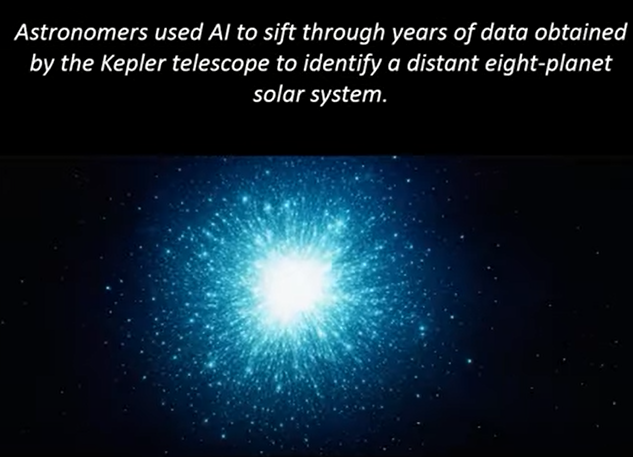 Astronomers used AI to sift through years of data obtained
by the Kepler telescope to identify a distant eight-planet
solar system.